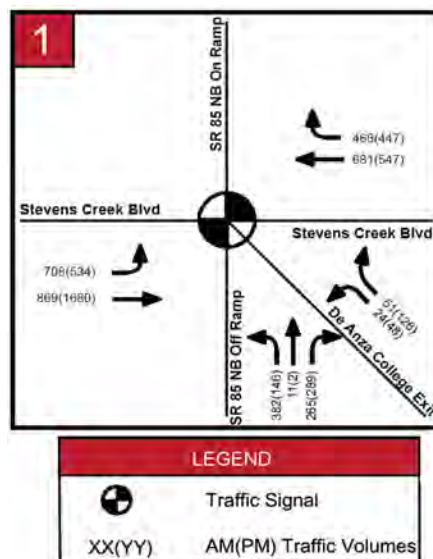 1
SR 85 NB On Ramp
468(447)
681(547)
Stevens Creek Blvd
Stevens Creek Blvd
708(534)
869(1680)
51(126)
24(48)
De Anza College Exit
SR 85 NB Off Ramp
382(146)
11(2)
265(289)
LEGEND
Traffic Signal
XX(YY) AM(PM) Traffic Volumes